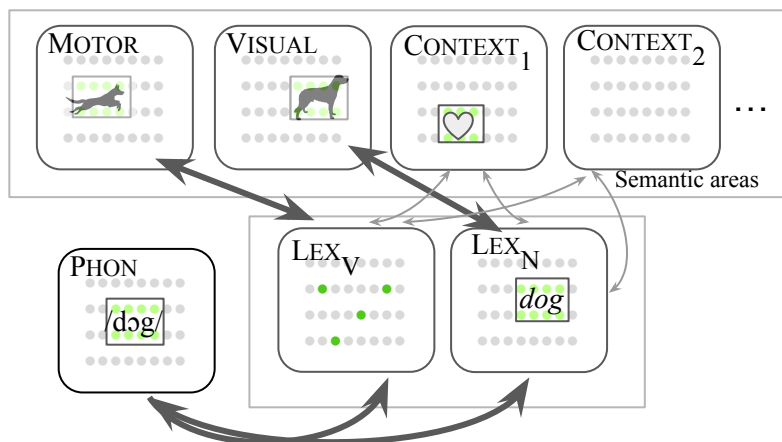 MOTOR
VISUAL
CONTEXT1
CONTEXT2
...
Semantic areas
LEXV
LEXN
PHON
dog
/dɔg/